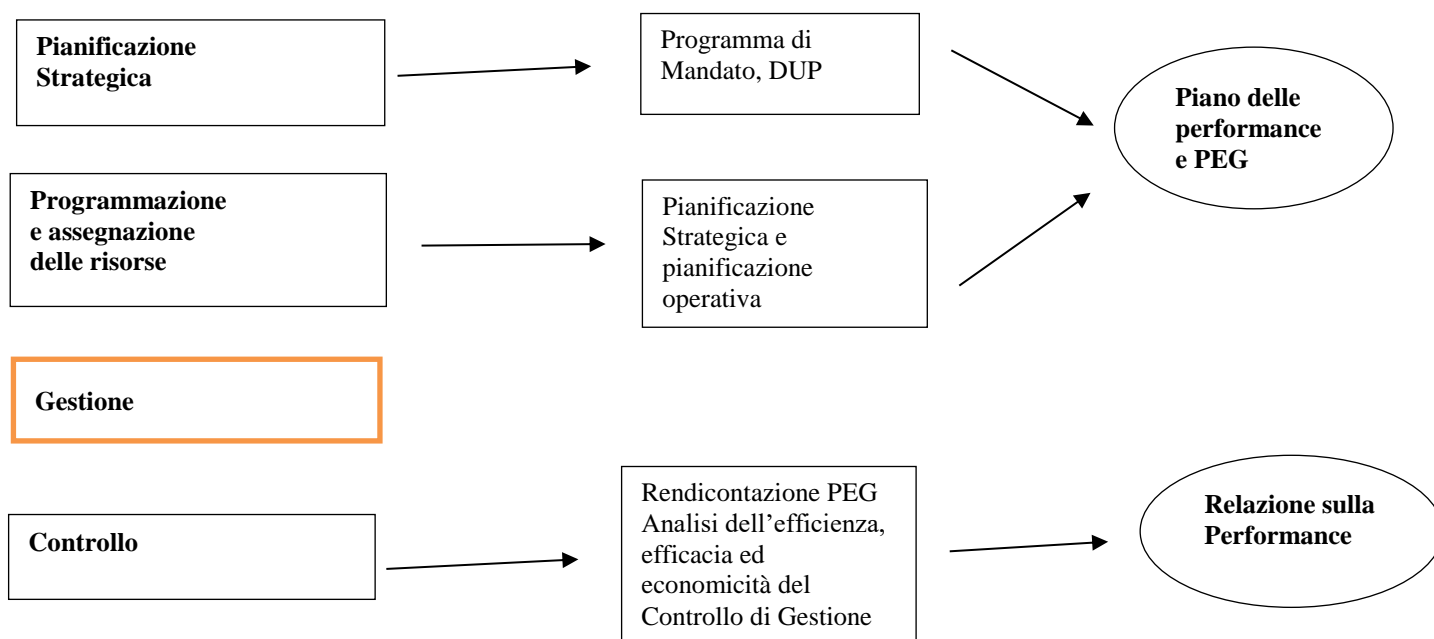 Pianificazione
Strategica
Programma di
Mandato, DUP
Piano delle
performance
e PEG
Programmazione
e assegnazione
delle risorse
Pianificazione
Strategica e
pianificazione
operativa
Gestione
Controllo
Rendicontazione PEG
Analisi dell’efficienza,
efficacia ed
economicità del
Controllo di Gestione
Relazione sulla
Performance